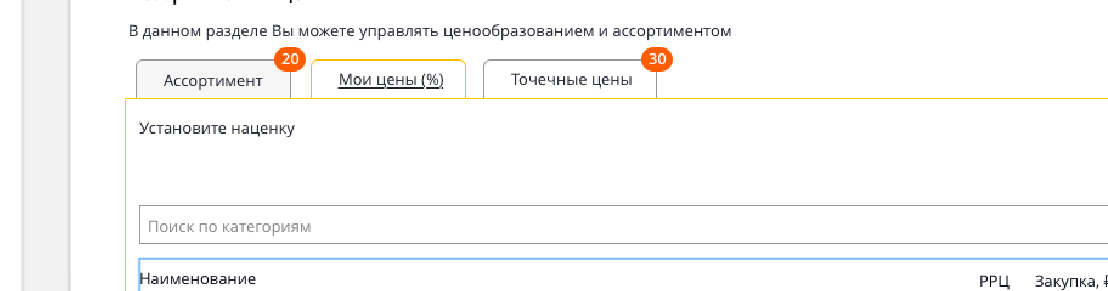 В данном разделе Вы можете управлять ценообразованием и ассортиментом
Ассортимент 20 Мои цены (%) Точечные цены 30
Установите наценку
Поиск по категориям
Наименование РРЦ Закупка, ₽